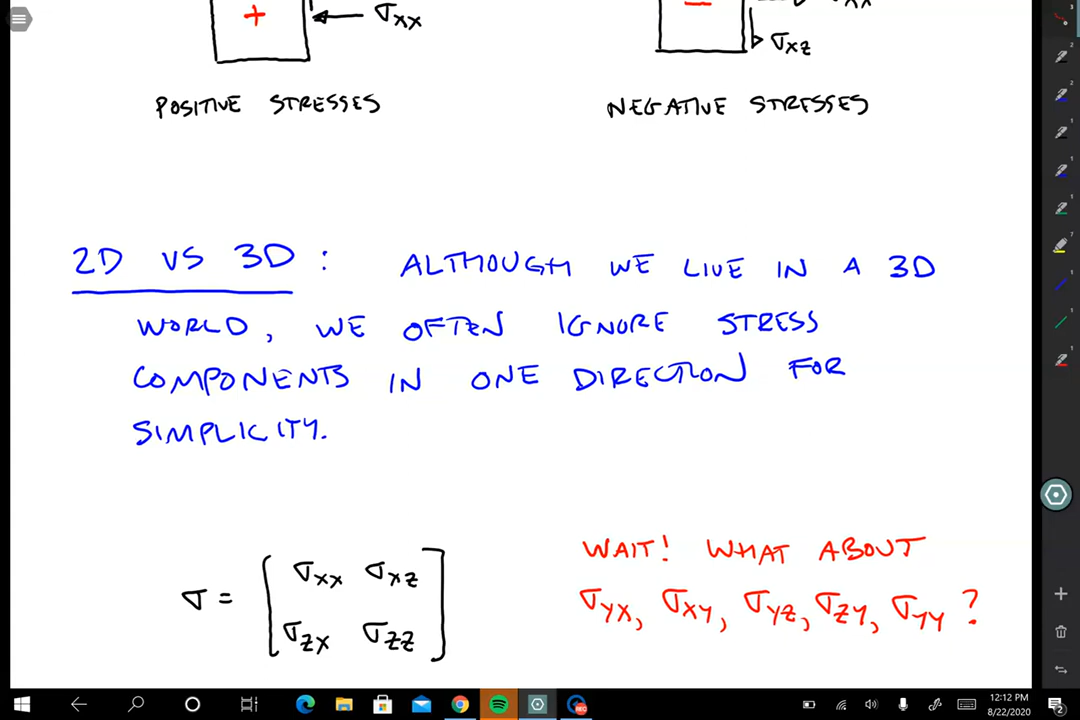 +
σxx
σxz
POSITIVE STRESSES
NEGATIVE STRESSES
2D VS 3D : ALTHOUGH WE LIVE IN A 3D
WORLD, WE OFTEN IGNORE STRESS
COMPONENTS IN ONE DIRECTION FOR
SIMPLICITY.
WAIT! WHAT ABOUT
σxx σxz
σ =
σyx, σxy, σyz, σzy, σyy ?
σzx σzz
12:12 PM
8/22/2020